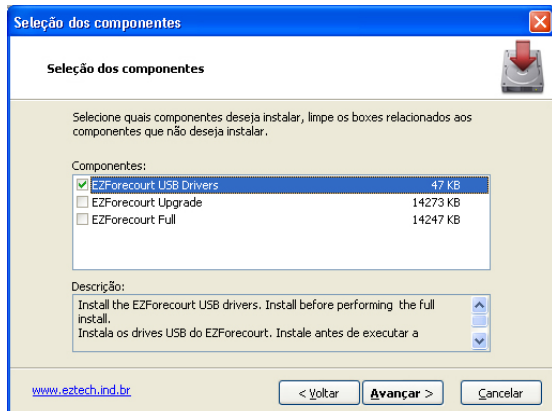 Seleção dos componentes
Seleção dos componentes
Selecione quais componentes deseja instalar, limpe os boxes relacionados aos
componentes que não deseja instalar.
Componentes:
EZForecourt USB Drivers 47 KB
EZForecourt Upgrade 14273 KB
EZForecourt Full 14247 KB
Descrição:
Install the EZForecourt USB drivers. Install before performing the full
install.
Instala os drives USB do EZForecourt. Instale antes de executar a
www.eztech.ind.br
< Voltar
Avançar >
Cancelar